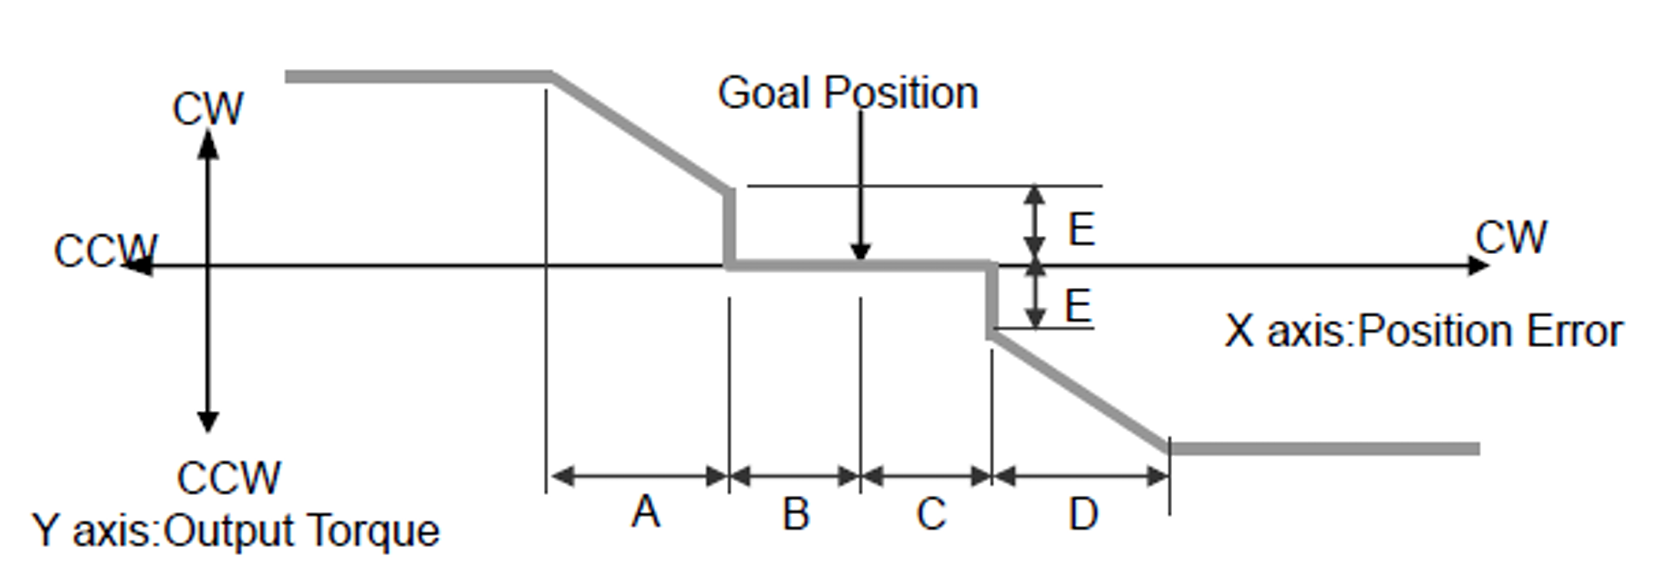 Goal Position
CW
CCW
E
CW
E
X axis:Position Error
CCW
A
B
C
D
Y axis:Output Torque